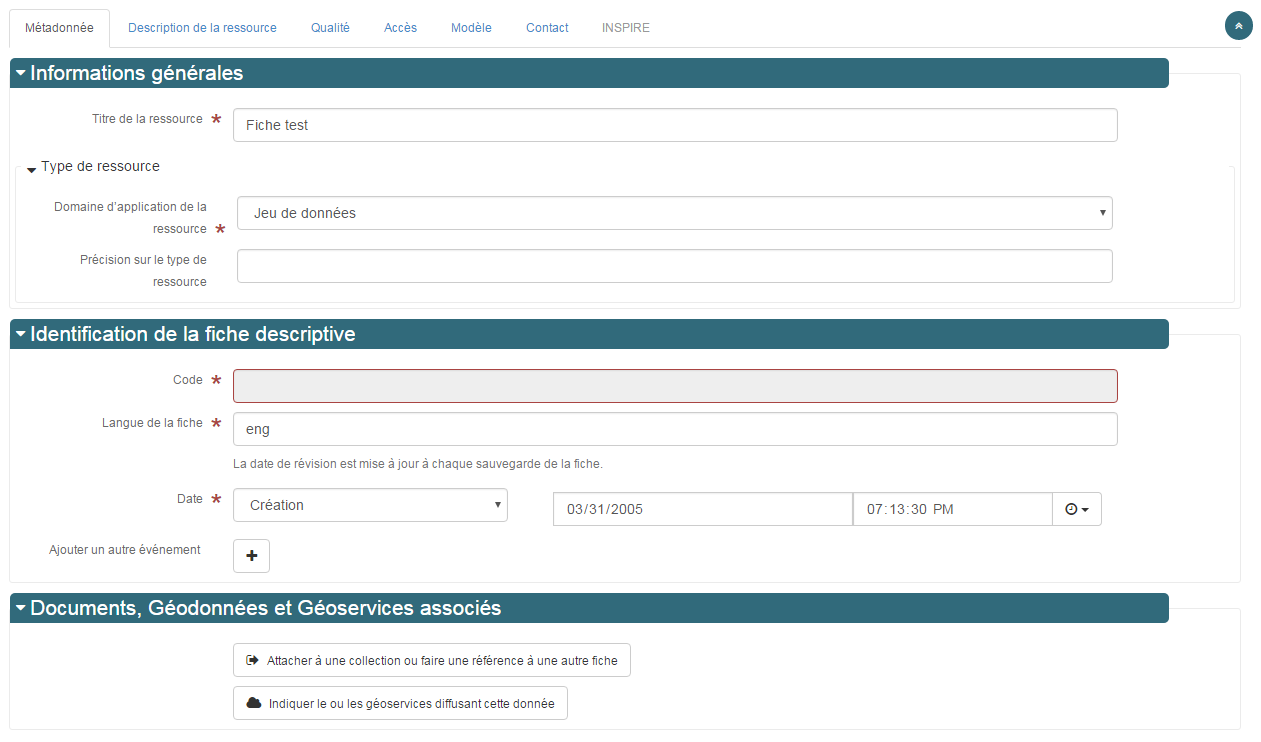 Métadonnée Description de la ressource Qualité Accès Modèle Contact INSPIRE
Informations générales
Titre de la ressource * Fiche test
Type de ressource
Domaine d'application de la
ressource * Jeu de données
Précision sur le type de
ressource
Identification de la fiche descriptive
Code *
Langue de la fiche * eng
La date de révision est mise à jour à chaque sauvegarde de la fiche.
Date * Création 03/31/2005 07:13:30 PM
Ajouter un autre événement
Documents, Géodonnées et Géoservices associés
Attacher à une collection ou faire une référence à une autre fiche
Indiquer le ou les géoservices diffusant cette donnée